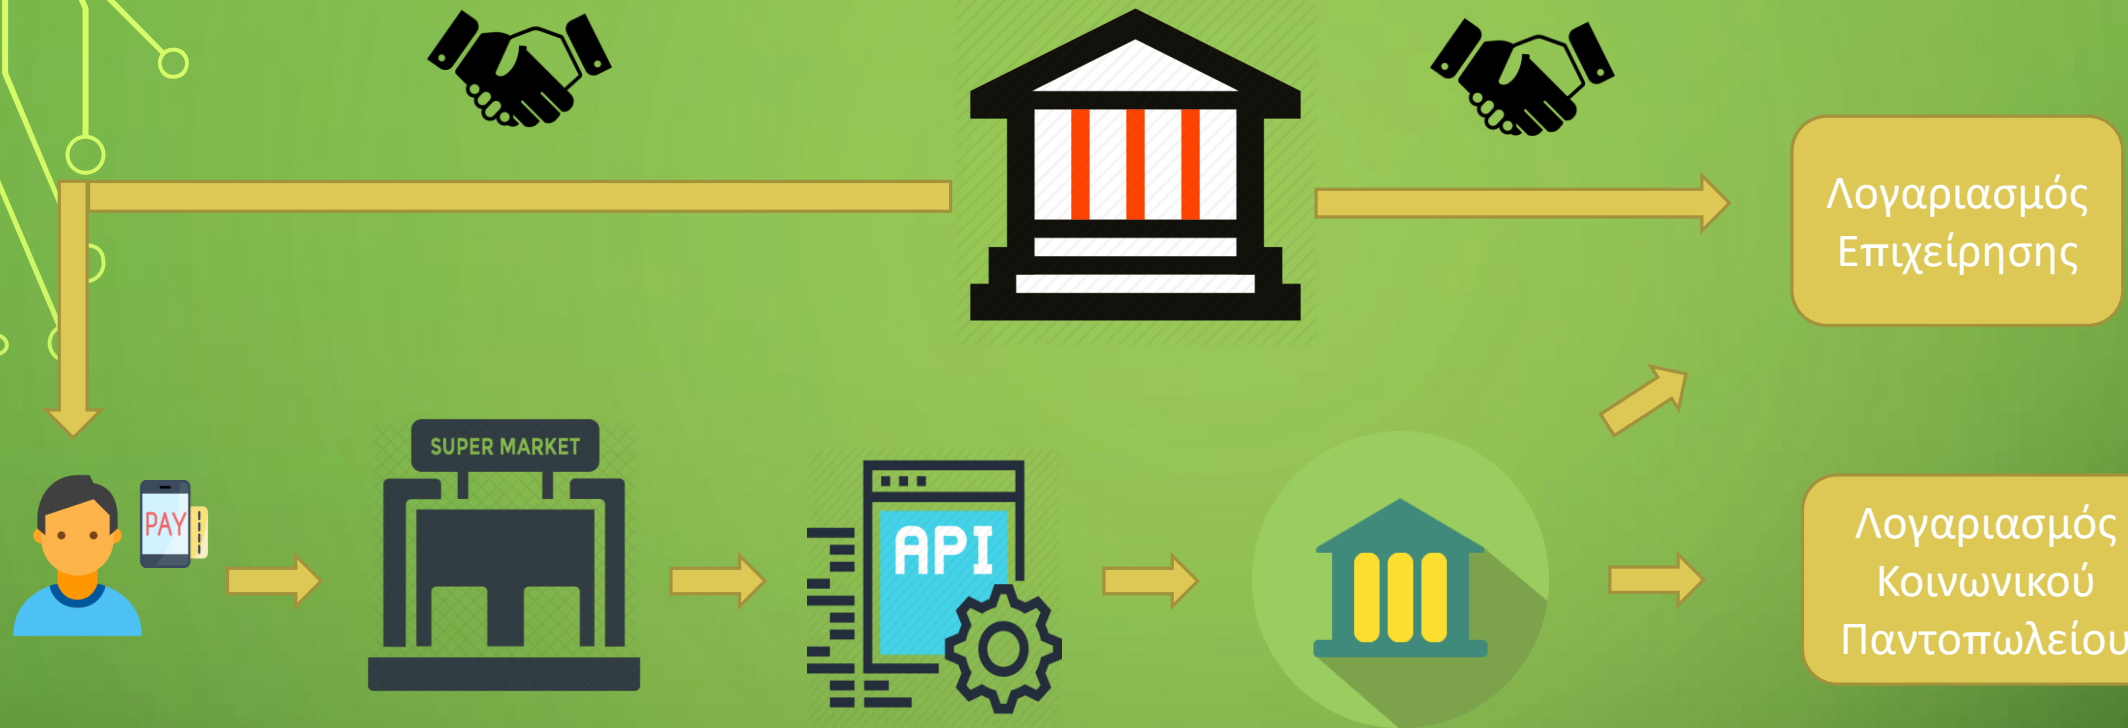 Λογαριασμός
Επιχείρησης
SUPER MARKET
PAY
API
Λογαριασμός
Κοινωνικού
Παντοπωλείου